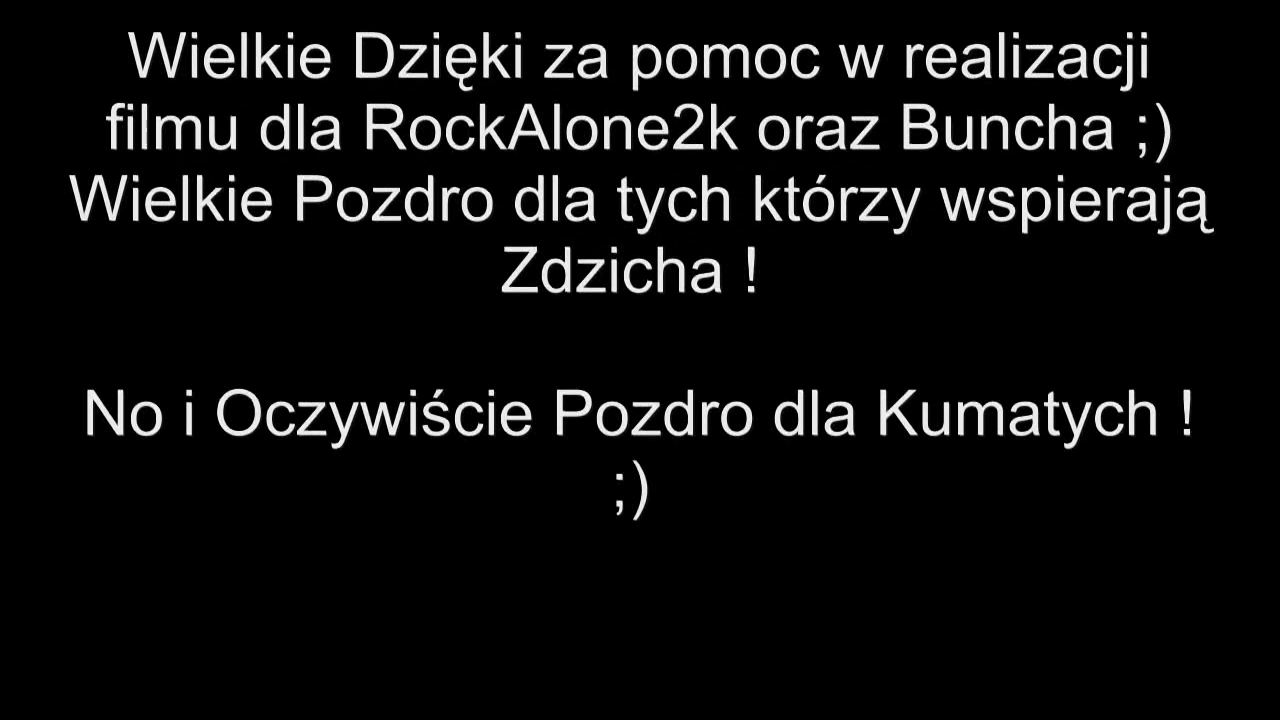 Wielkie Dzięki za pomoc w realizacji
filmu dla RockAlone2k oraz Buncha ;)
Wielkie Pozdro dla tych którzy wspierają
Zdzicha !
No i Oczywiście Pozdro dla Kumatych !
;)